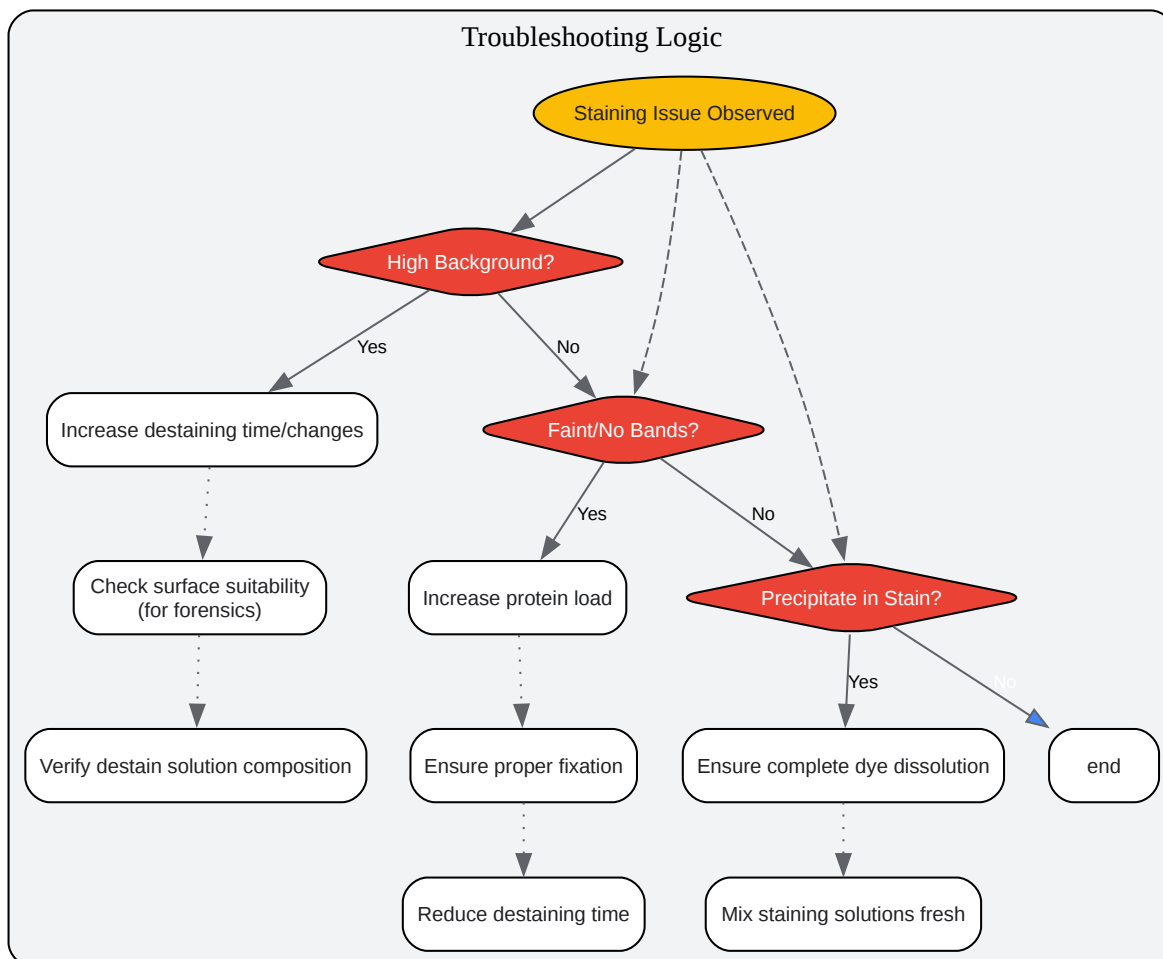 Troubleshooting Logic
Staining Issue Observed
High Background?
Yes
No
Increase destaining time/changes
Faint/No Bands?
Yes
No
Check surface suitability
(for forensics)
Increase protein load
Precipitate in Stain?
Yes
No
Verify destain solution composition
Ensure proper fixation
Ensure complete dye dissolution
end
Reduce destaining time
Mix staining solutions fresh